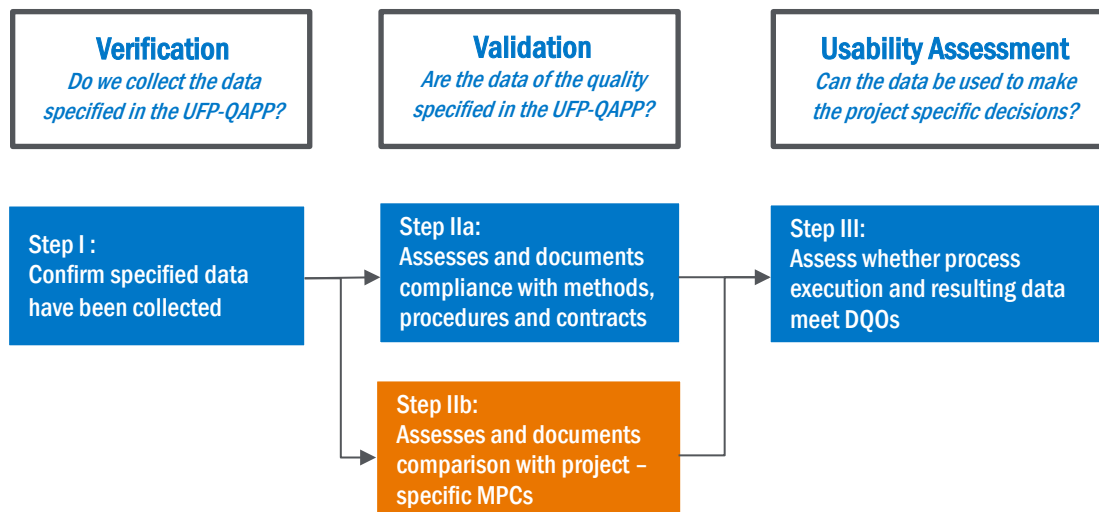 Verification
Do we collect the data
specified in the UFP-QAPP?
Validation
Are the data of the quality
specified in the UFP-QAPP?
Usability Assessment
Can the data be used to make
the project specific decisions?
Step I :
Confirm specified data
have been collected
Step IIa:
Assesses and documents
compliance with methods,
procedures and contracts
Step III:
Assess whether process
execution and resulting data
meet DQOs
Step IIb:
Assesses and documents
comparison with project –
specific MPCs